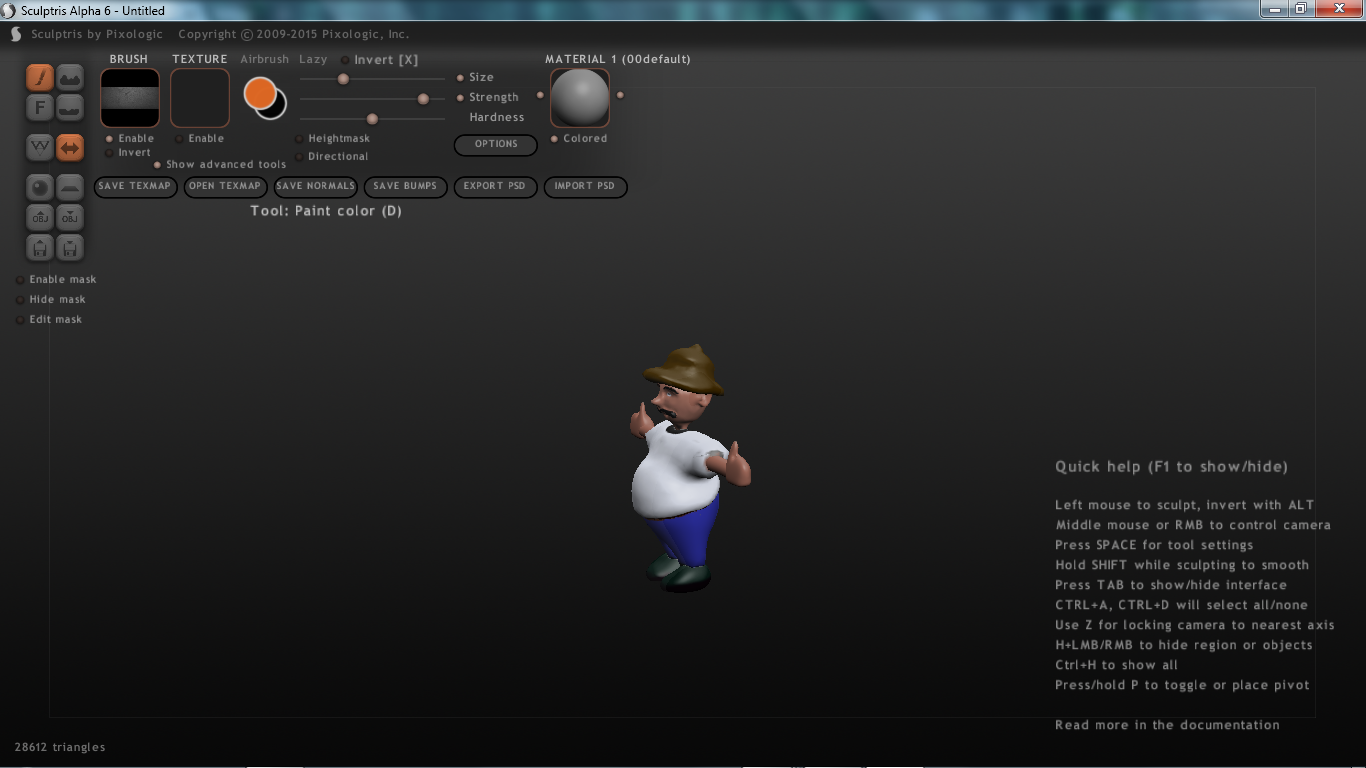 Sculptris Alpha 6 - Untitled
Sculptris by Pixologic Copyright © 2009-2015 Pixologic, Inc.
BRUSH TEXTURE Airbrush Lazy Invert [X] MATERIAL 1 (00default)
Size
F Strength
Hardness
Enable Enable Heightmask OPTIONS Colored
Invert Directional
Show advanced tools
SAVE TEXMAP OPEN TEXMAP SAVE NORMALS SAVE BUMPS EXPORT PSD IMPORT PSD
Tool: Paint color (D)
OBJ OBJ
Enable mask
Hide mask
Edit mask
Quick help (F1 to show/hide)
Left mouse to sculpt, invert with ALT
Middle mouse or RMB to control camera
Press SPACE for tool settings
Hold SHIFT while sculpting to smooth
Press TAB to show/hide interface
CTRL+A, CTRL+D will select all/none
Use Z for locking camera to nearest axis
H+LMB/RMB to hide region or objects
Ctrl+H to show all
Press/hold P to toggle or place pivot
Read more in the documentation
28612 triangles